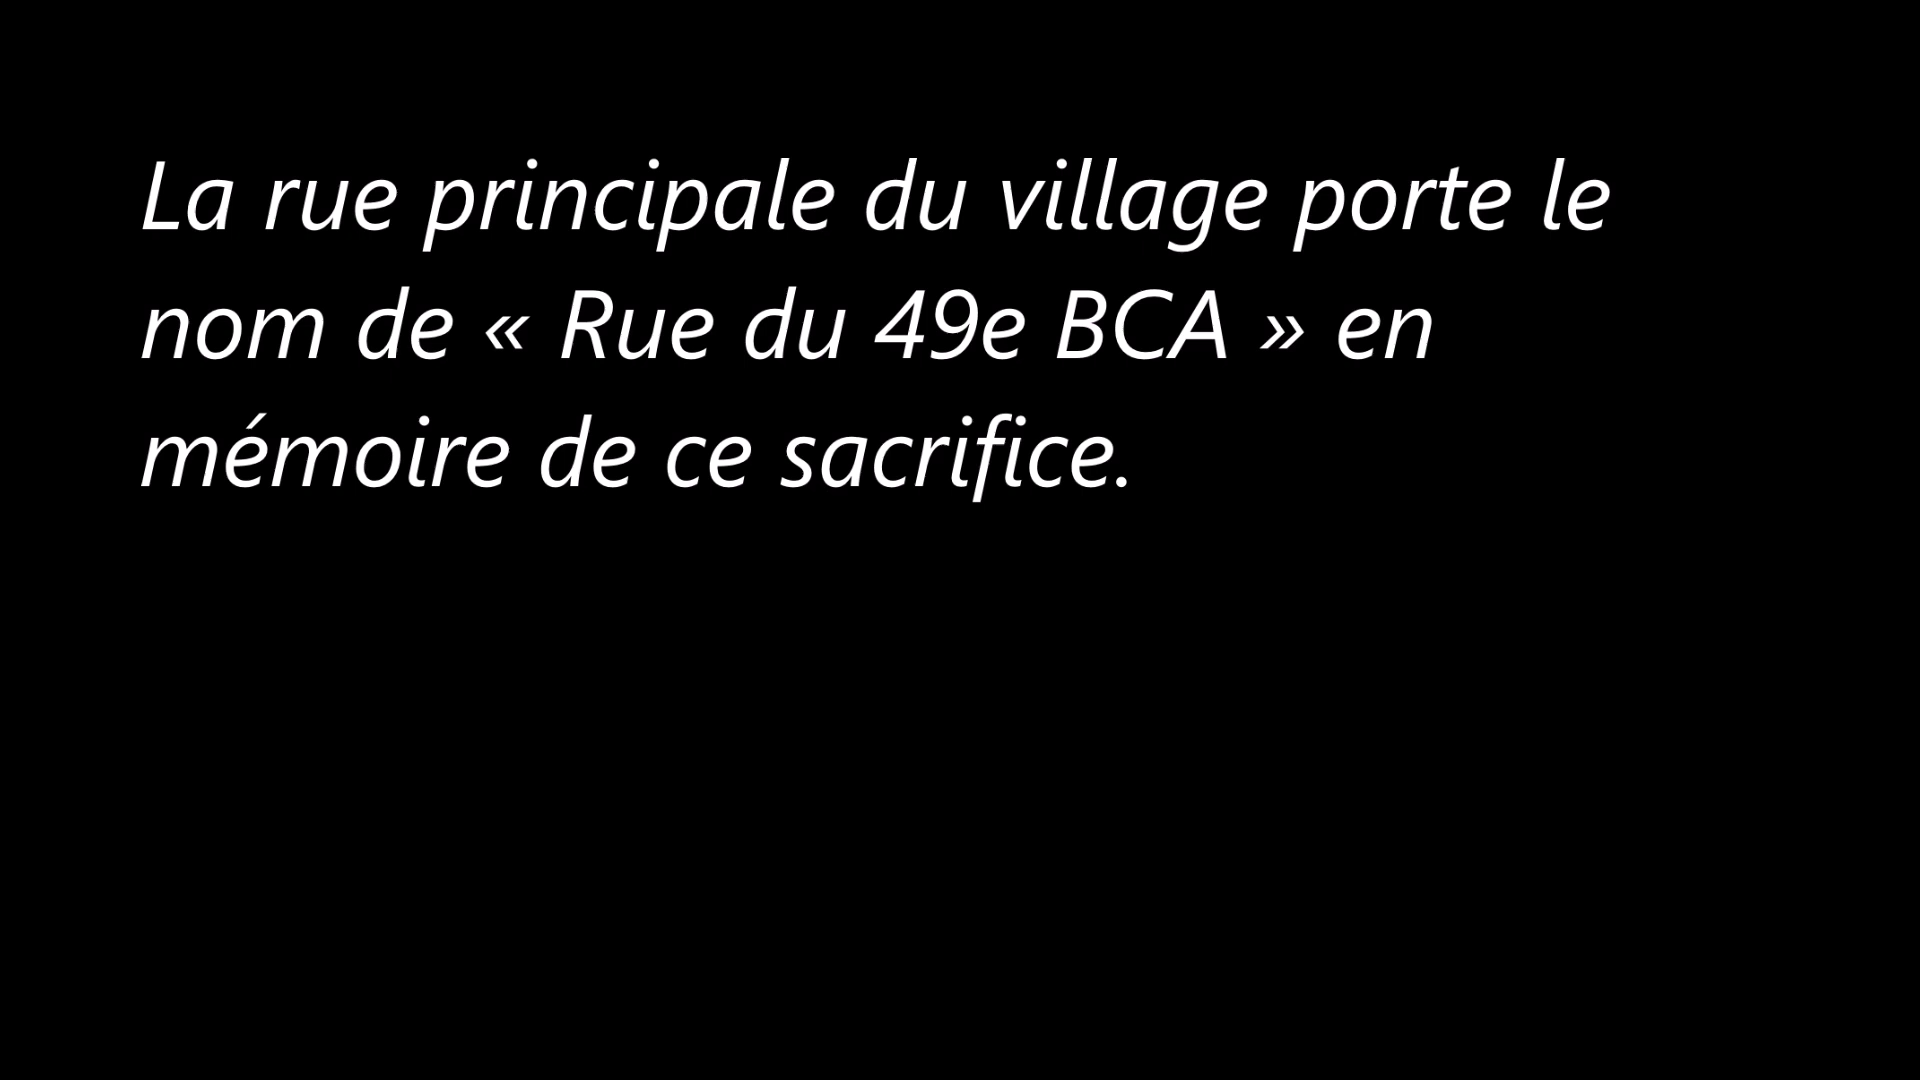 La rue principale du village porte le
nom de « Rue du 49e BCA » en
mémoire de ce sacrifice.